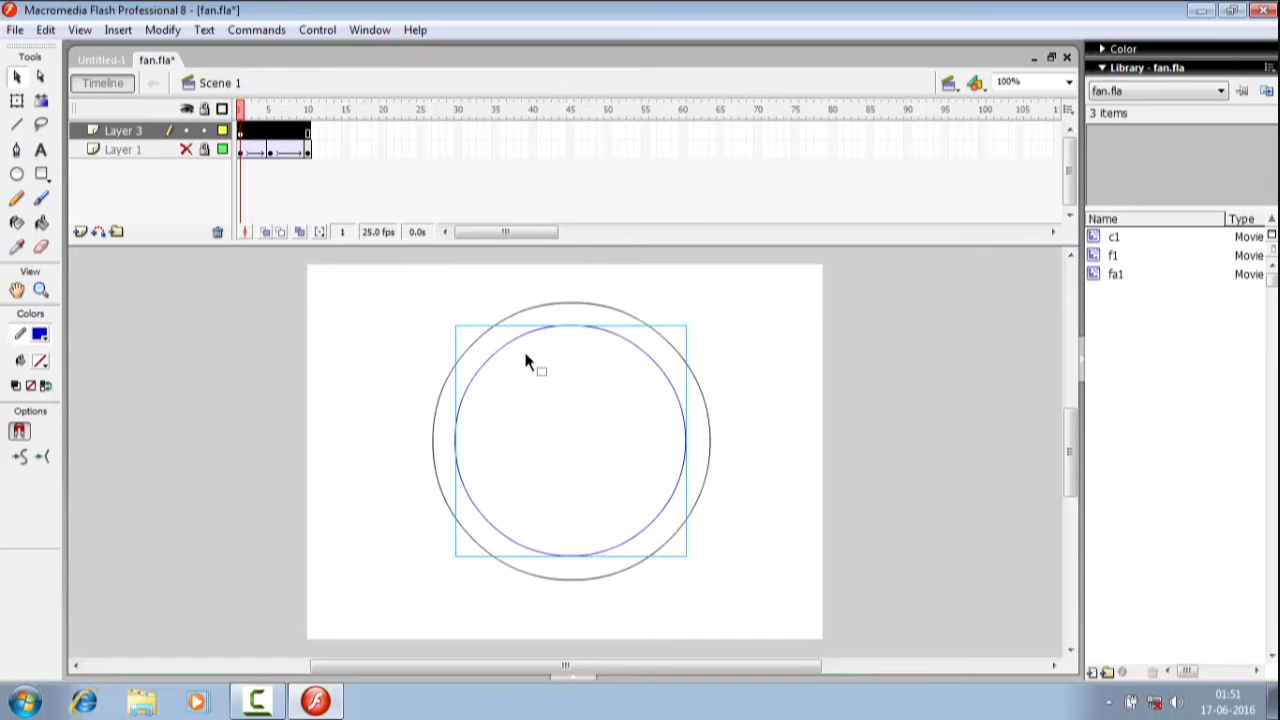 Macromedia Flash Professional 8 - [fan.fla*]
File Edit View Insert Modify Text Commands Control Window Help
Tools
Untitled-1 fan.fla*
Timeline Scene 1 100%
1 5 10 15 20 25 30 35 40 45 50 55 60 65 70 75 80 85 90 95 100 105
Layer 3
Layer 1
1 25.0 fps 0.0s
View
Colors
Options
Color
Library - fan.fla
fan.fla
3 items
Name Type
c1 Movie
f1 Movie
fa1 Movie
01:51
17-06-2016